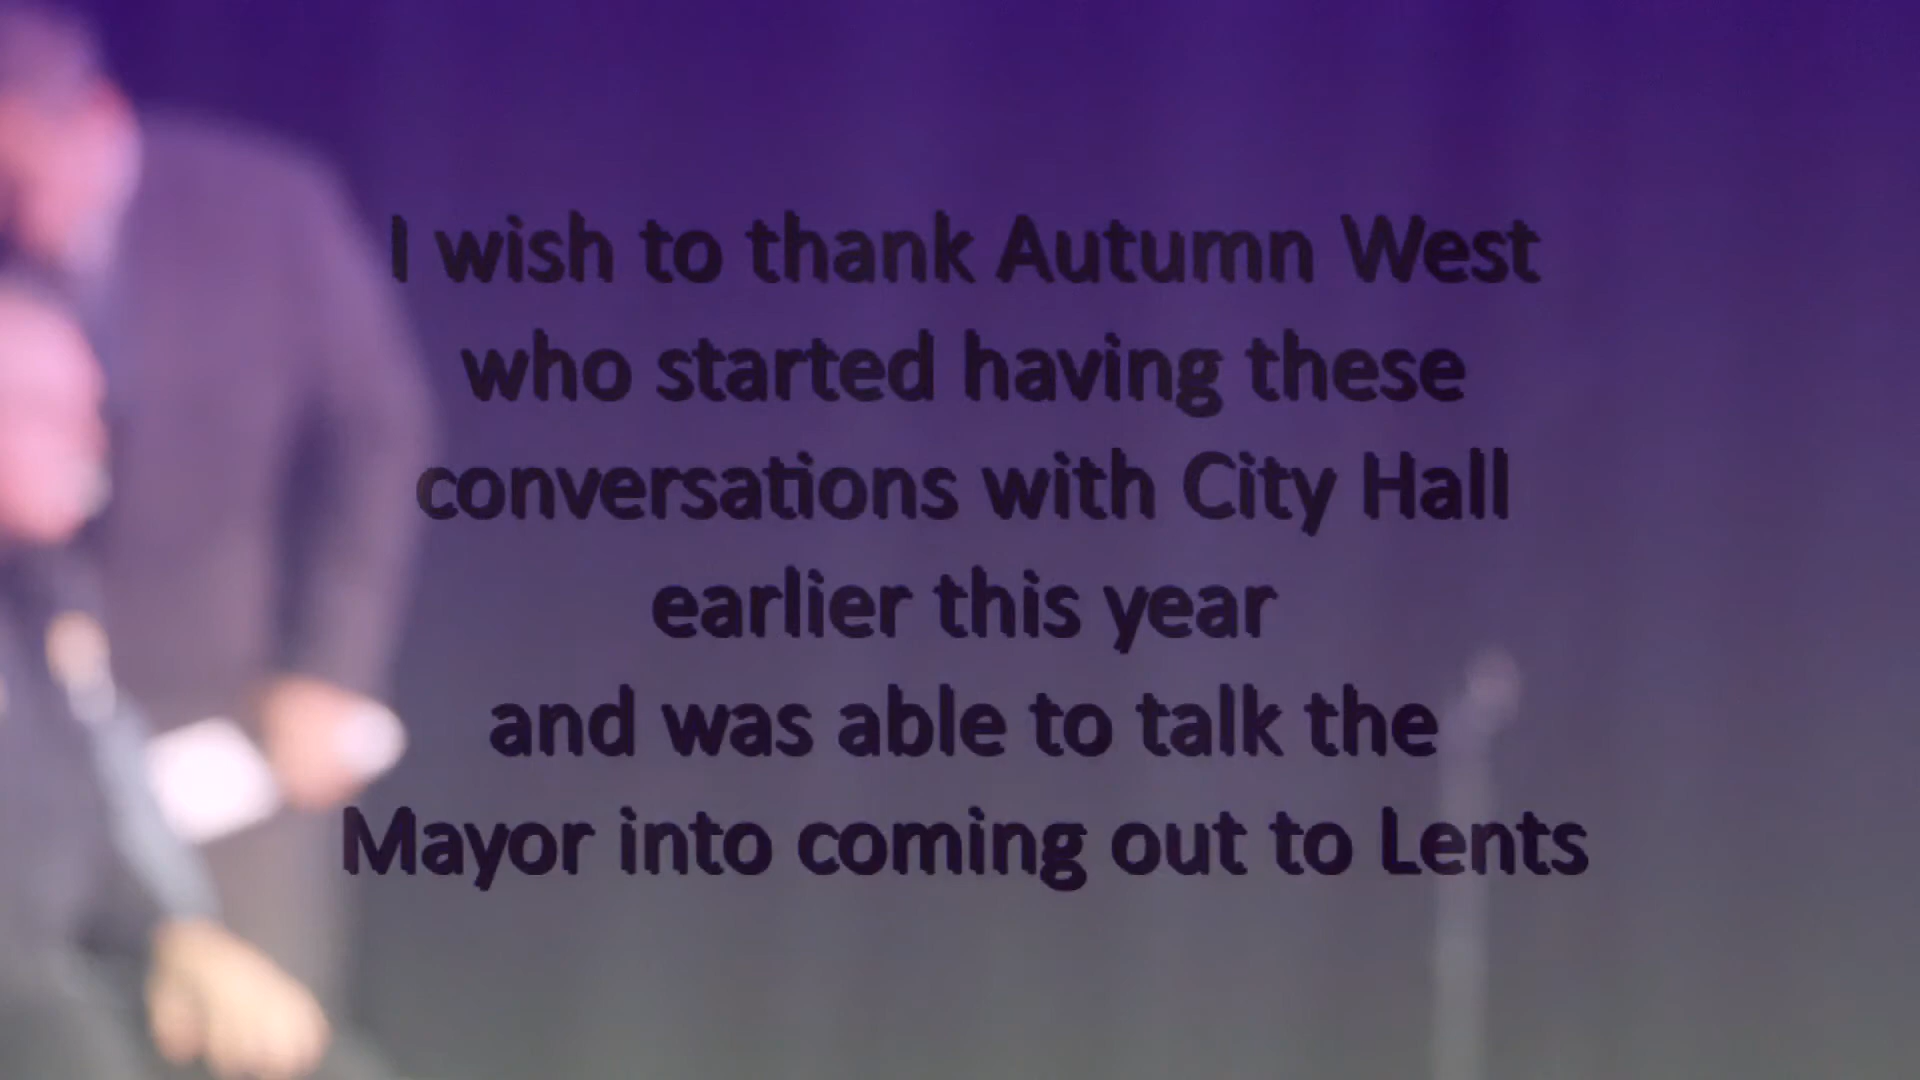 I wish to thank Autumn West
who started having these
conversations with City Hall
earlier this year
and was able to talk the
Mayor into coming out to Lents